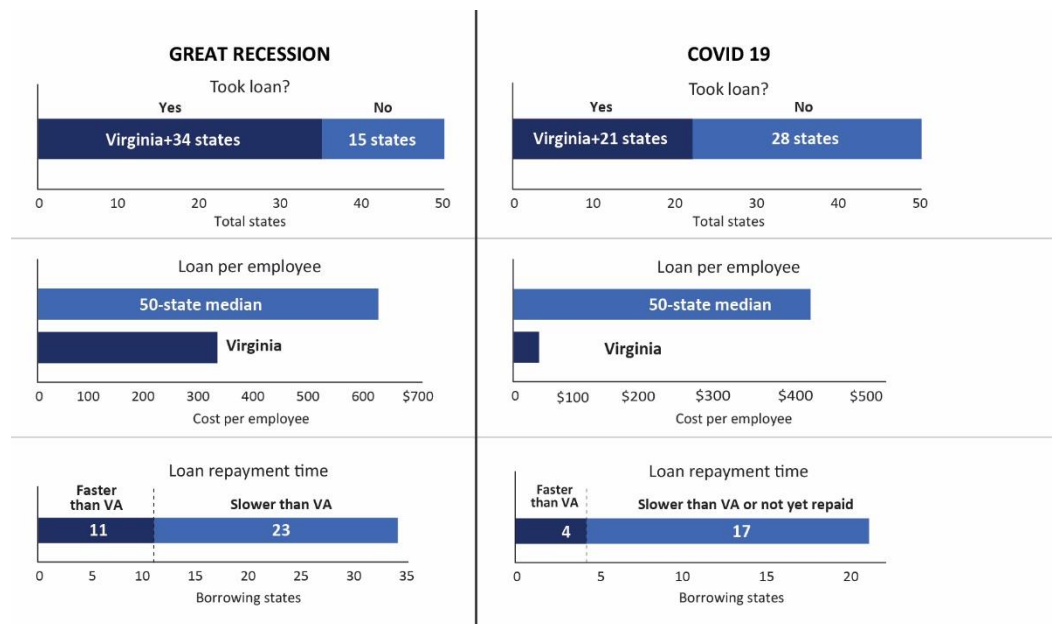 GREAT RECESSION
Took loan?
Yes No
Virginia+34 states 15 states
0 10 20 30 40 50
Total states
Loan per employee
50-state median
Virginia
0 100 200 300 400 500 600 $700
Cost per employee
Loan repayment time
Faster
than VA
Slower than VA
11 23
0 5 10 15 20 25 30 35
Borrowing states
COVID 19
Took loan?
Yes No
Virginia+21 states 28 states
0 10 20 30 40 50
Total states
Loan per employee
50-state median
Virginia
0 $100 $200 $300 $400 $500
Cost per employee
Loan repayment time
Faster
than VA
Slower than VA or not yet repaid
4 17
0 5 10 15 20
Borrowing states